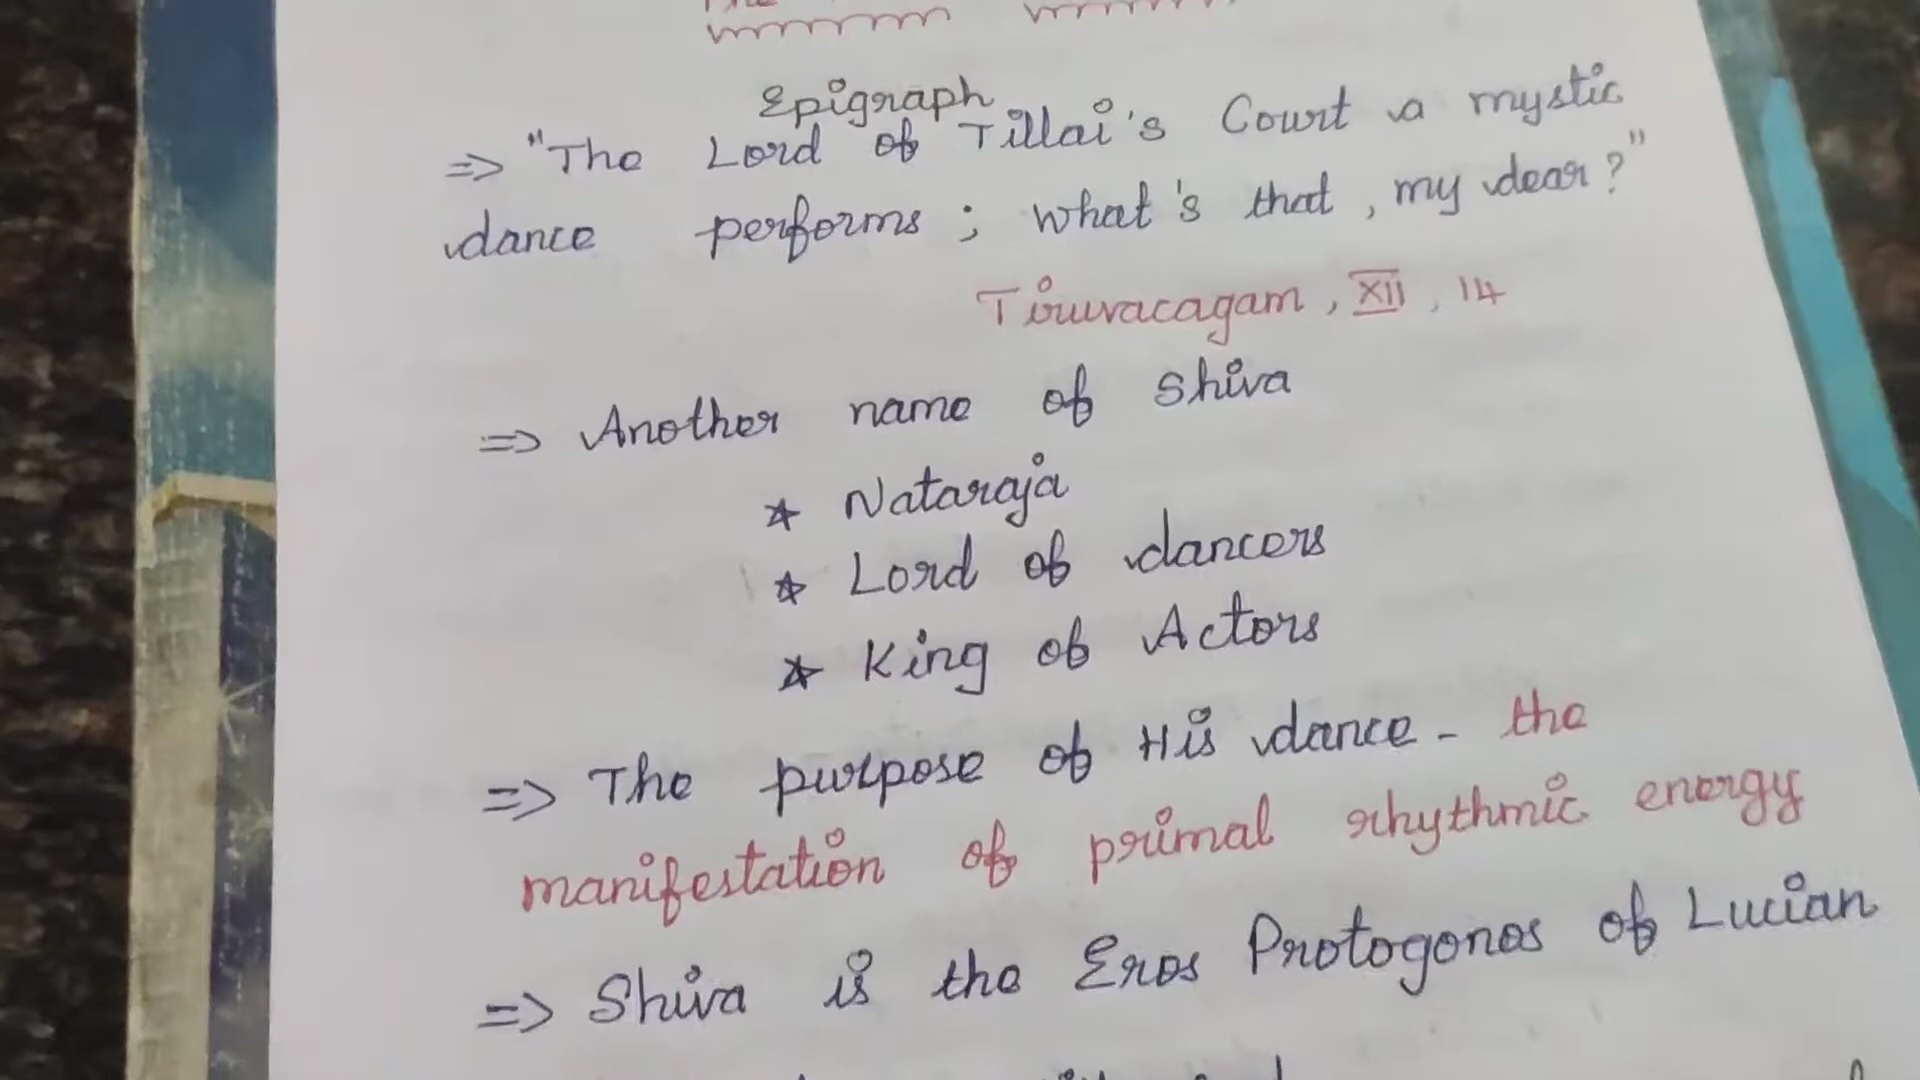 The
Epigraph
=> "The Lord of Tillai's Court a mystic
dance performs; what's that, my dear?"
Tiruvacagam, XII, 14
=> Another name of Shiva
* Nataraja
* Lord of dancers
* King of Actors
=> The purpose of His dance - the
manifestation of primal rhythmic energy
=> Shiva is the Eros Protogonos of Lucian